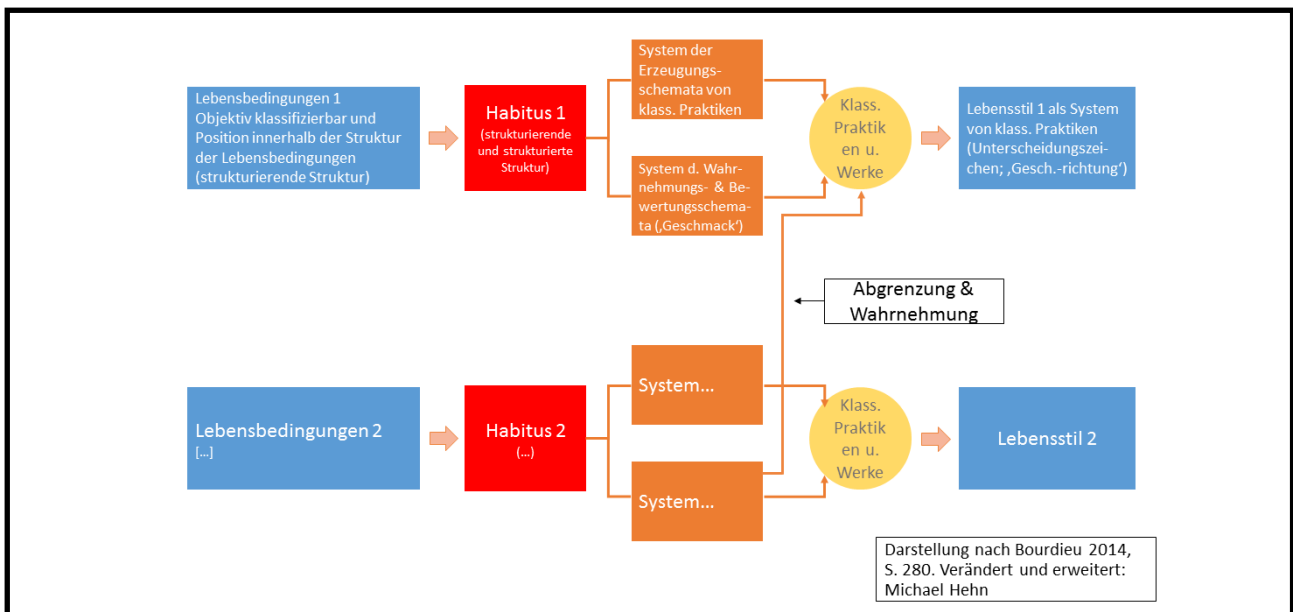 Lebensbedingungen 1
Objektiv klassifizierbar und
Position innerhalb der Struktur
der Lebensbedingungen
(strukturierende Struktur)
Habitus 1
(strukturierende
und strukturierte
Struktur)
System der
Erzeugungs-
schemata von
klass. Praktiken
System d. Wahr-
nehmungs- & Be-
wertungsschema-
ta (‚Geschmack‘)
Klass.
Praktik
en u.
Werke
Lebensstil 1 als System
von klass. Praktiken
(Unterscheidungszei-
chen; ‚Gesch.-richtung‘)
Abgrenzung &
Wahrnehmung
Lebensbedingungen 2
[…]
Habitus 2
(…)
System…
System…
Klass.
Praktik
en u.
Werke
Lebensstil 2
Darstellung nach Bourdieu 2014,
S. 280. Verändert und erweitert:
Michael Hehn